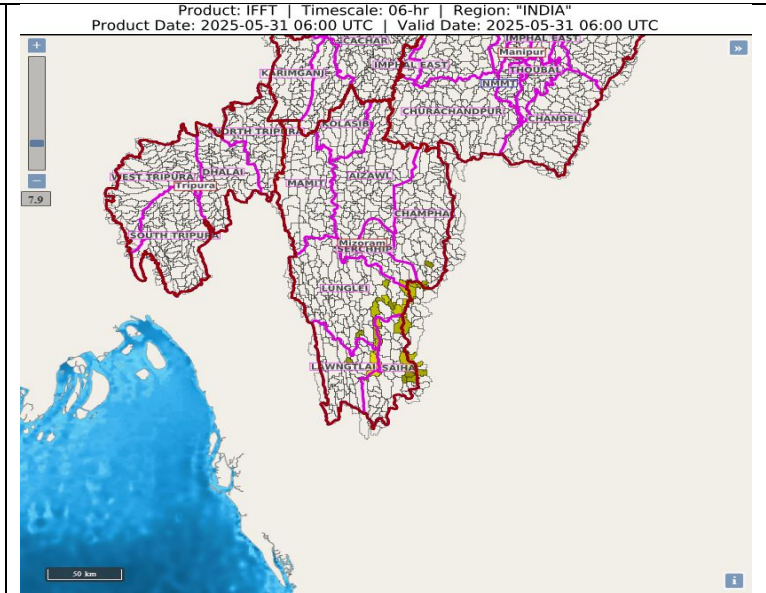 Product: IFFT | Timescale: 06-hr | Region: "INDIA"
Product Date: 2025-05-31 06:00 UTC | Valid Date: 2025-05-31 06:00 UTC
+
»
CACHAR
IMPHAL EAST
Manipur
IMPHAL EAST
KARIMGANJ
THOUBAL
NMMT
CHURACHANDPUR
CHANDEL
KOLASIB
NORTH TRIPURA
WEST TRIPURA
DHALAI
Tripura
MAMIT
AIZAWL
−
7.9
CHAMPHA
SOUTH TRIPURA
Mizoram
SERCHHIP
LUNGLEI
LAWNGTLAI
SAIHA
50 km
i